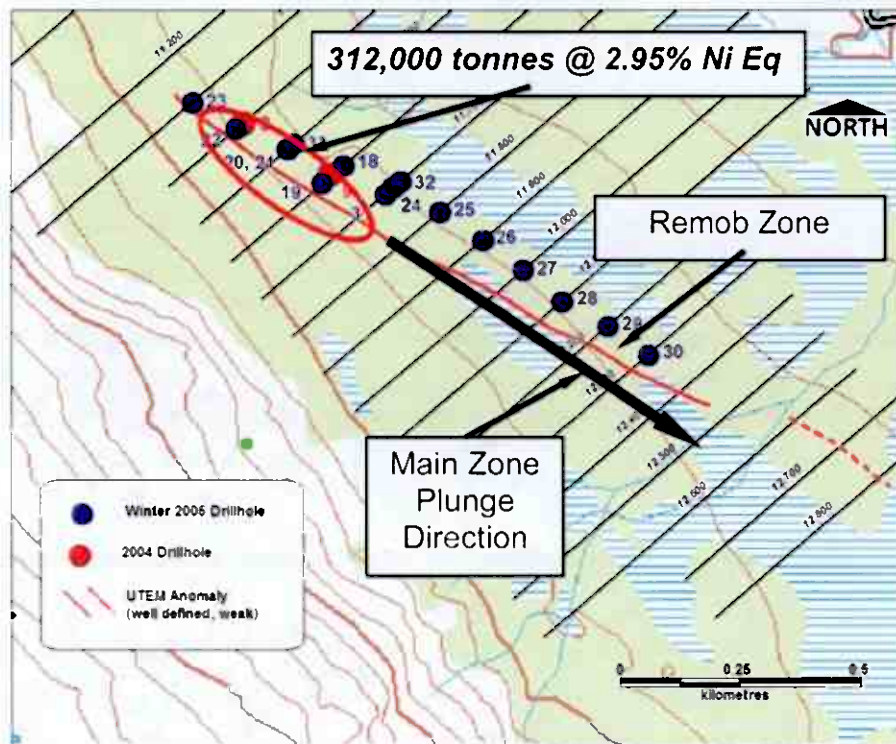 312,000 tonnes @ 2.95% Ni Eq
NORTH
11,200
23
22
20, 21
18
19
32
24
25
26
27
28
29
30
11,800
11,900
12,000
Remob Zone
Main Zone
Plunge
Direction
12,500
12,600
12,700
12,800
Winter 2005 Drillhole
2004 Drillhole
UTEM Anomaly
(well defined, weak)
0 0.25 0.5
kilometres